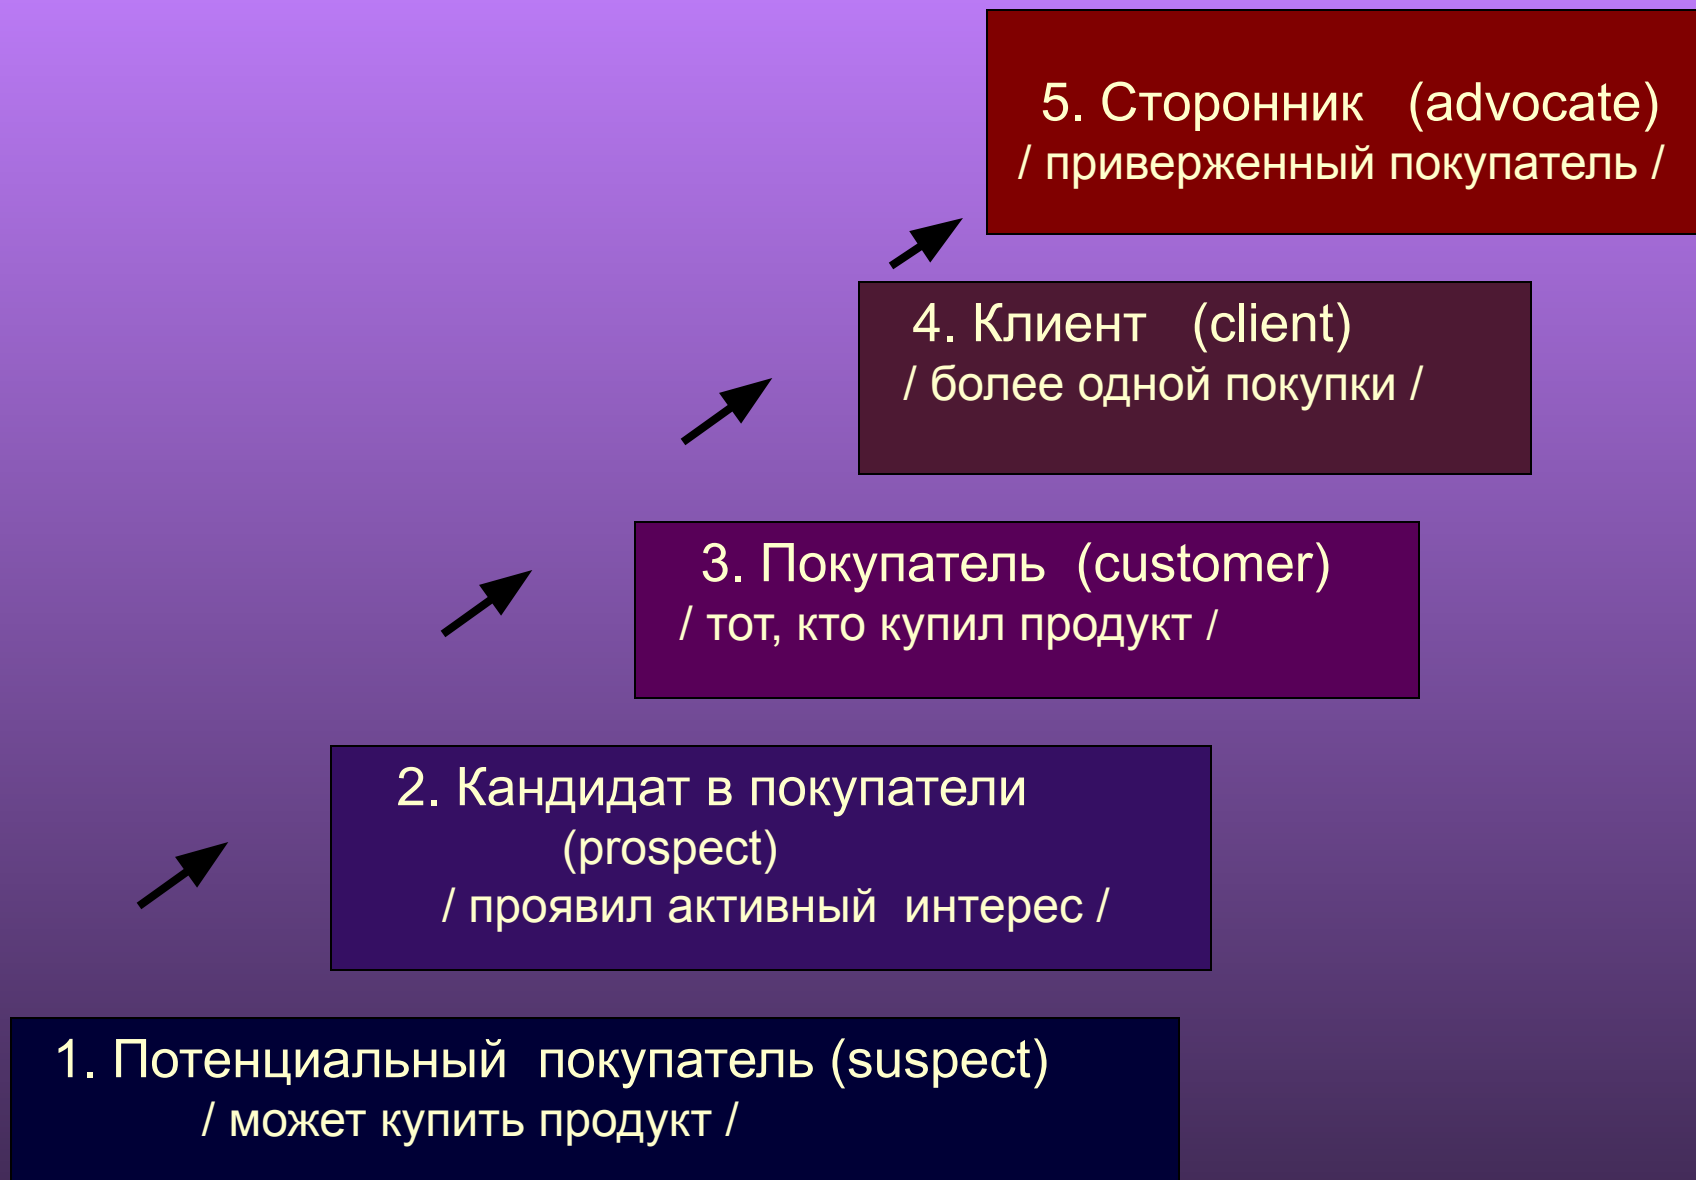 5. Сторонник (advocate)
/ приверженный покупатель /
4. Клиент (client)
/ более одной покупки /
3. Покупатель (customer)
/ тот, кто купил продукт /
2. Кандидат в покупатели
(prospect)
/ проявил активный интерес /
1. Потенциальный покупатель (suspect)
/ может купить продукт /